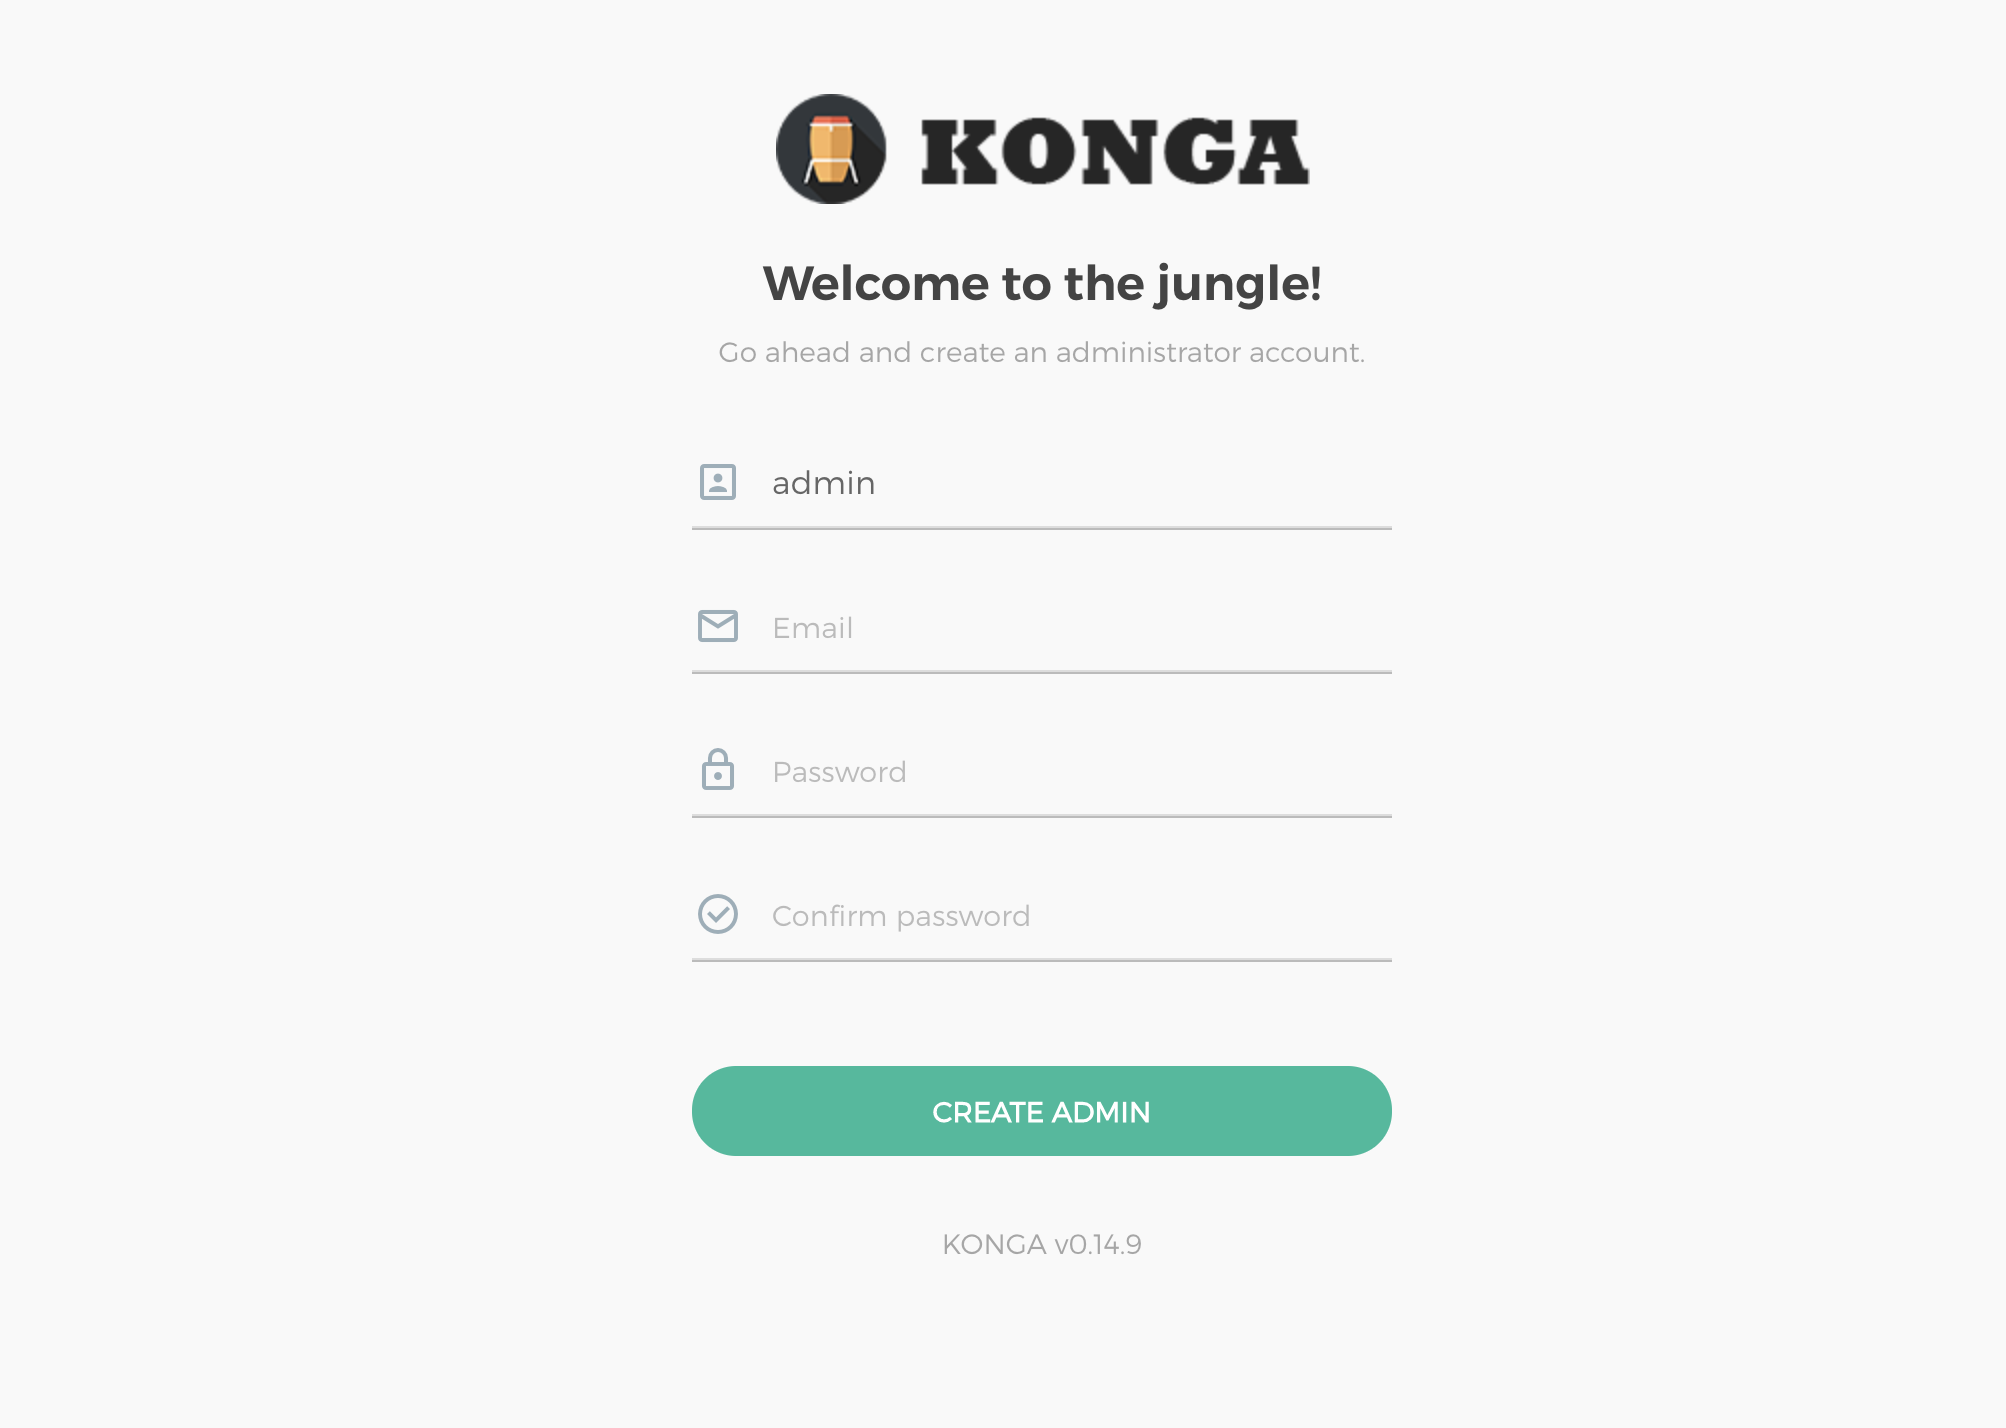 KONGA
Welcome to the jungle!
Go ahead and create an administrator account.
admin
Email
Password
Confirm password
CREATE ADMIN
KONGA v0.14.9